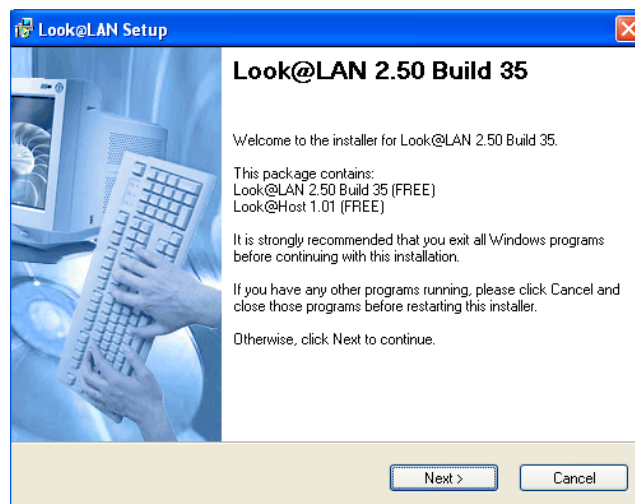 Look@LAN Setup
Look@LAN 2.50 Build 35
Welcome to the installer for Look@LAN 2.50 Build 35.
This package contains:
Look@LAN 2.50 Build 35 (FREE)
Look@Host 1.01 (FREE)
It is strongly recommended that you exit all Windows programs
before continuing with this installation.
If you have any other programs running, please click Cancel and
close those programs before restarting this installer.
Otherwise, click Next to continue.
Next >
Cancel